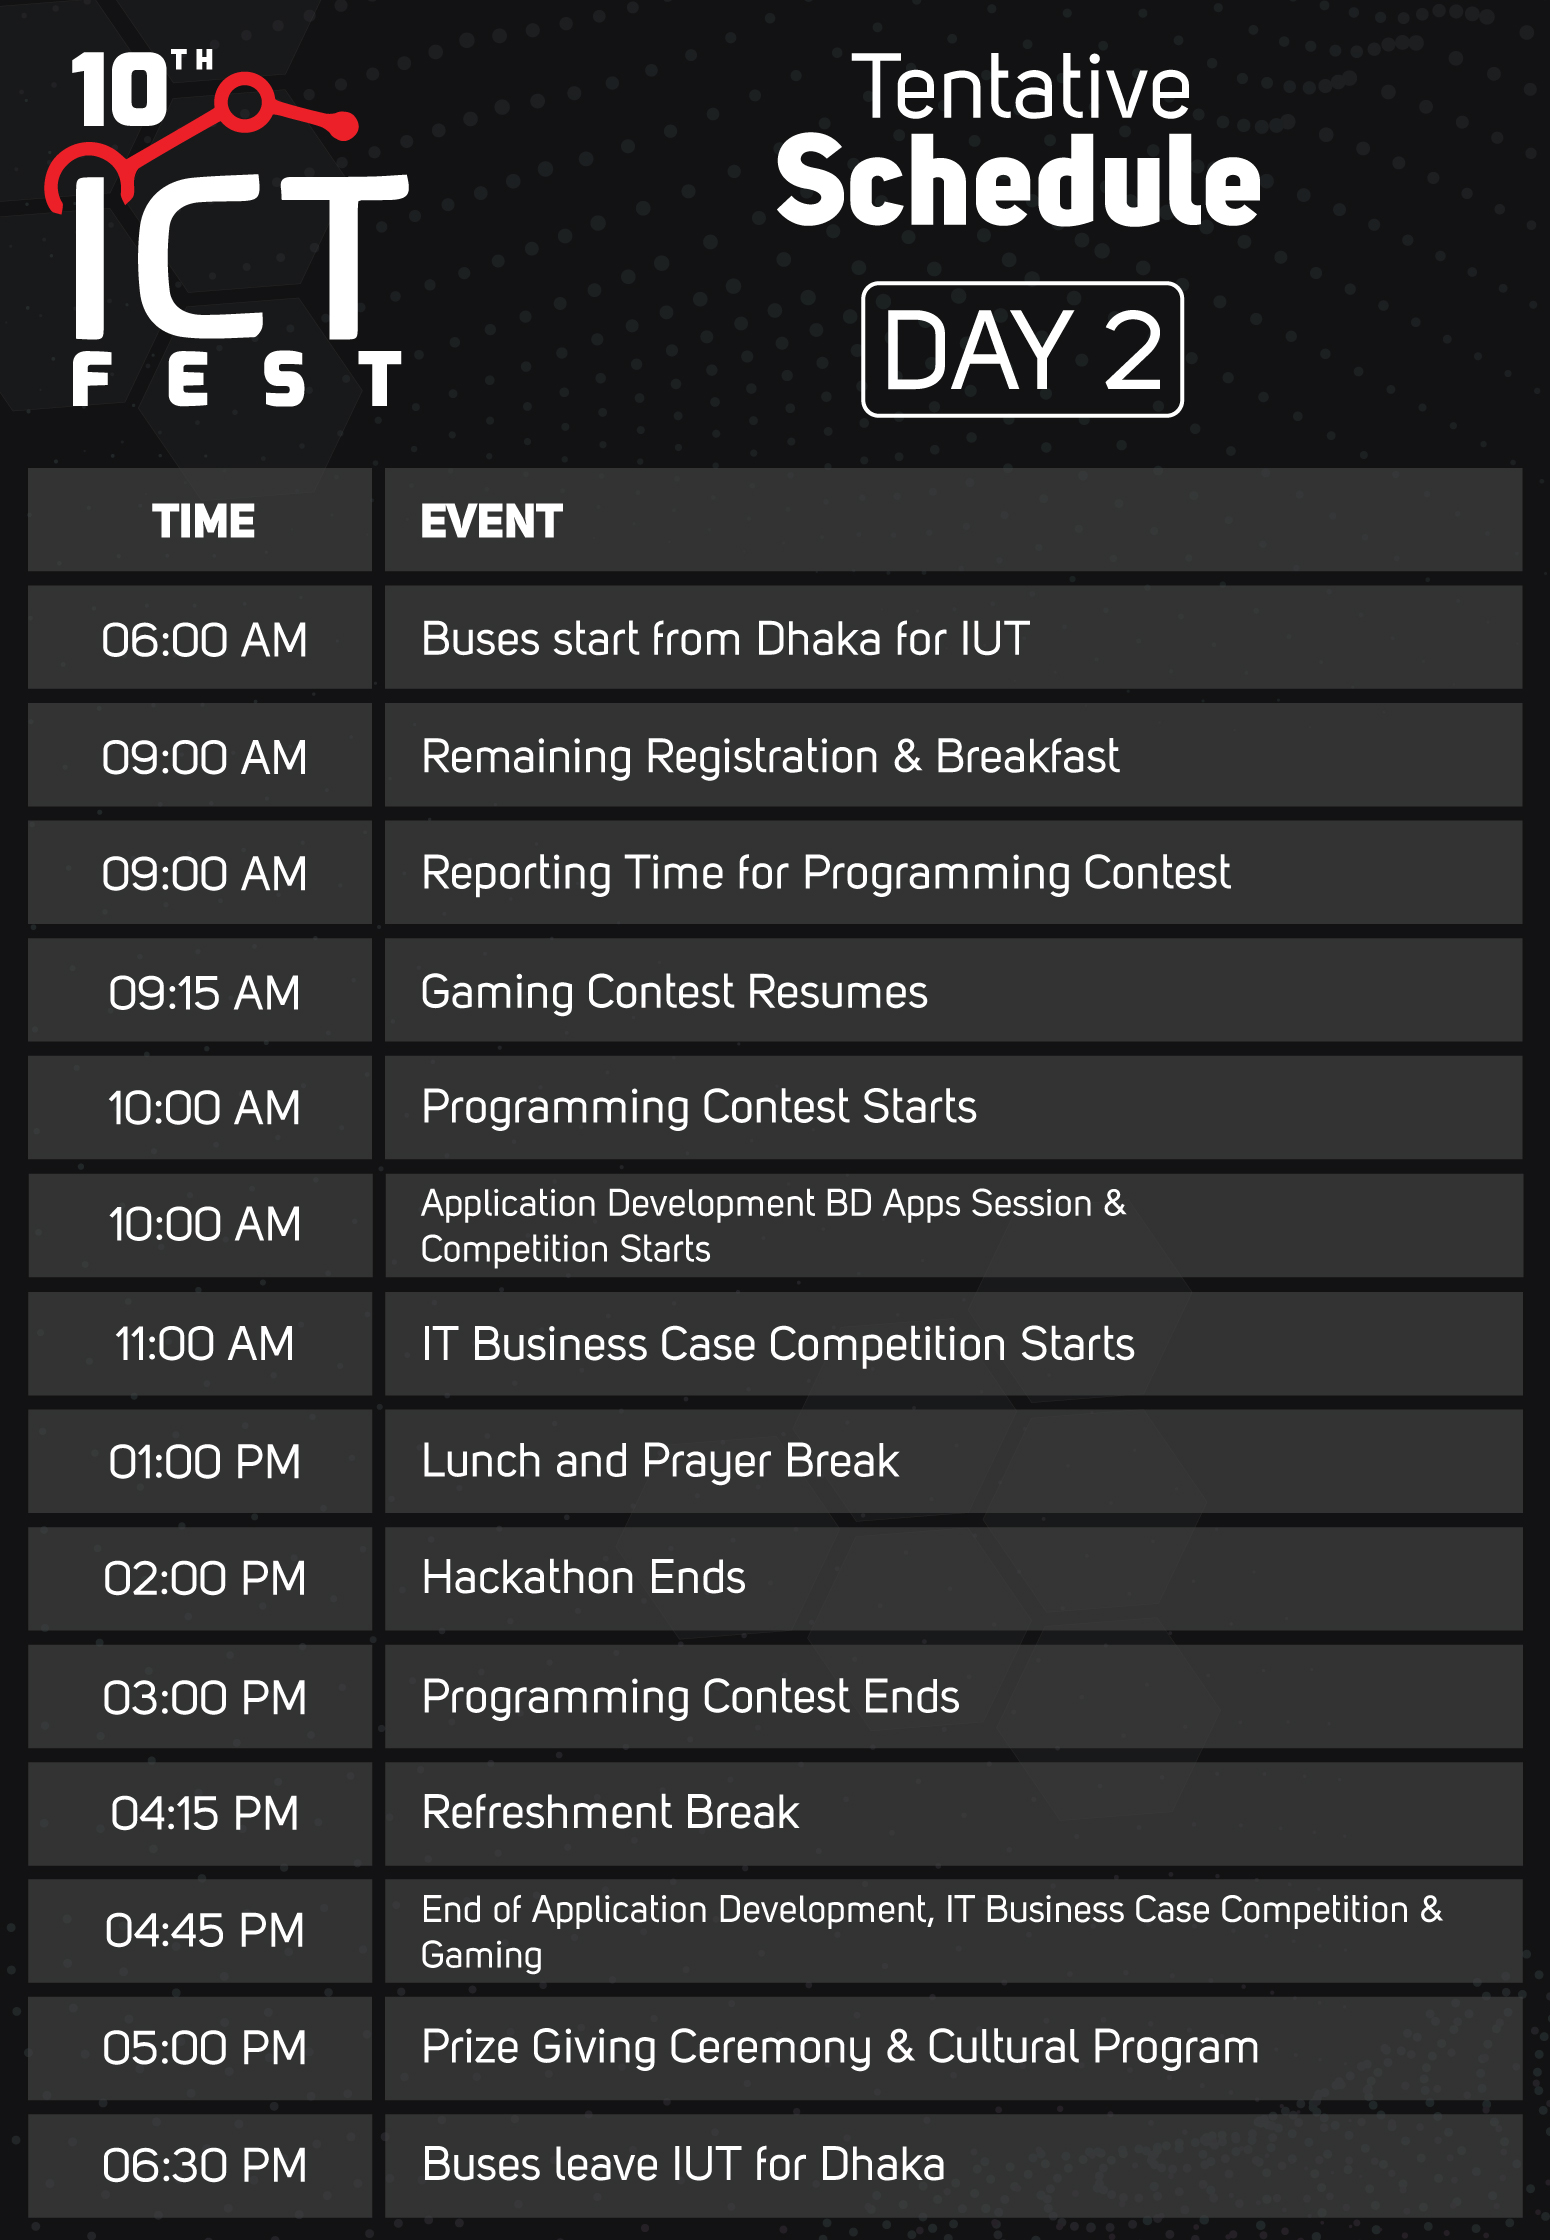 10TH
ICT
FEST
Tentative
Schedule
DAY 2
TIME EVENT
06:00 AM Buses start from Dhaka for IUT
09:00 AM Remaining Registration & Breakfast
09:00 AM Reporting Time for Programming Contest
09:15 AM Gaming Contest Resumes
10:00 AM Programming Contest Starts
10:00 AM Application Development BD Apps Session &
Competition Starts
11:00 AM IT Business Case Competition Starts
01:00 PM Lunch and Prayer Break
02:00 PM Hackathon Ends
03:00 PM Programming Contest Ends
04:15 PM Refreshment Break
04:45 PM End of Application Development, IT Business Case Competition &
Gaming
05:00 PM Prize Giving Ceremony & Cultural Program
06:30 PM Buses leave IUT for Dhaka